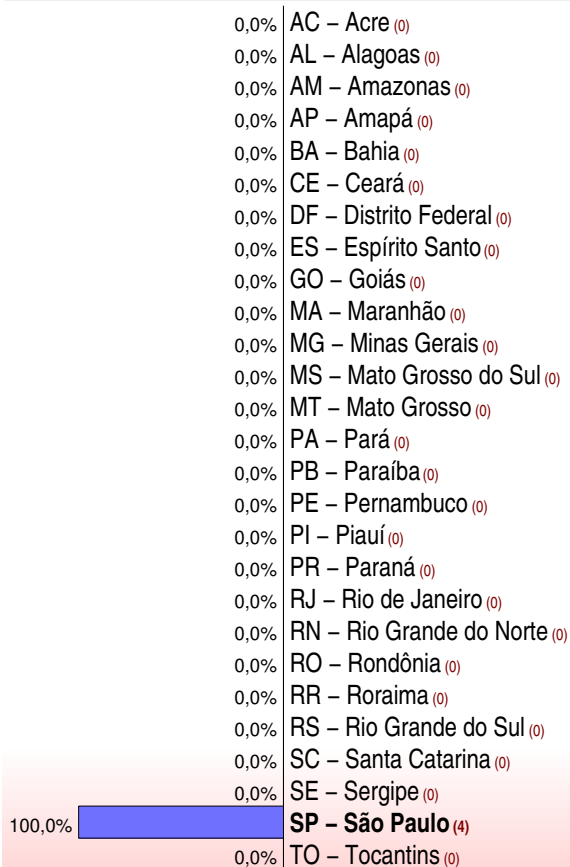 0,0% AC – Acre (0)
0,0% AL – Alagoas (0)
0,0% AM – Amazonas (0)
0,0% AP – Amapá (0)
0,0% BA – Bahia (0)
0,0% CE – Ceará (0)
0,0% DF – Distrito Federal (0)
0,0% ES – Espírito Santo (0)
0,0% GO – Goiás (0)
0,0% MA – Maranhão (0)
0,0% MG – Minas Gerais (0)
0,0% MS – Mato Grosso do Sul (0)
0,0% MT – Mato Grosso (0)
0,0% PA – Pará (0)
0,0% PB – Paraíba (0)
0,0% PE – Pernambuco (0)
0,0% PI – Piauí (0)
0,0% PR – Paraná (0)
0,0% RJ – Rio de Janeiro (0)
0,0% RN – Rio Grande do Norte (0)
0,0% RO – Rondônia (0)
0,0% RR – Roraima (0)
0,0% RS – Rio Grande do Sul (0)
0,0% SC – Santa Catarina (0)
0,0% SE – Sergipe (0)
100,0% SP – São Paulo (4)
0,0% TO – Tocantins (0)